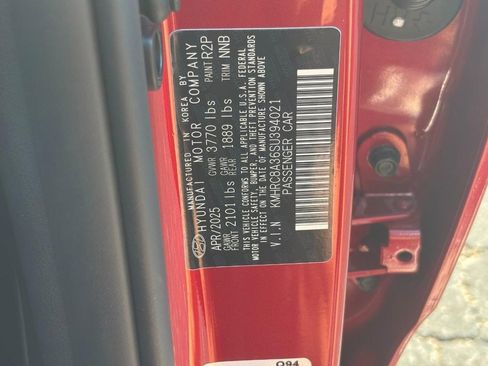 MANUFACTURED IN KOREA BY
HYUNDAI MOTOR COMPANY
APR/2025 GVWR 3770 lbs PAINT R2P
GAWR FRONT 2101 lbs GAWR REAR 1889 lbs TRIM NNB
THIS VEHICLE CONFORMS TO ALL APPLICABLE U.S.A. FEDERAL
MOTOR VEHICLE SAFETY, BUMPER, AND THEFT PREVENTION STANDARDS
IN EFFECT ON THE DATE OF MANUFACTURE SHOWN ABOVE
V.I.N KMHRC8A36SU394021
PASSENGER CAR
Q94